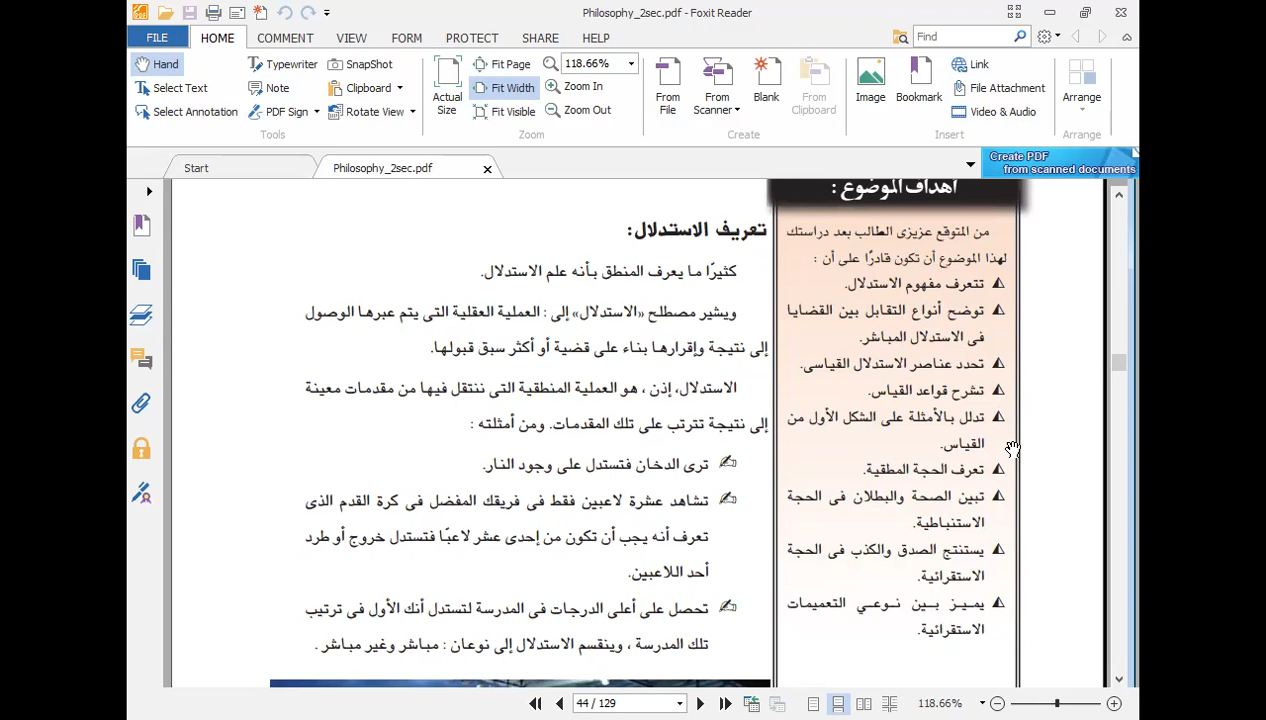 Philosophy_2sec.pdf - Foxit Reader
FILE HOME COMMENT VIEW FORM PROTECT SHARE HELP Find
Hand Typewriter SnapShot Fit Page 118.66%
Select Text Note Clipboard Fit Width Zoom In
Select Annotation PDF Sign Rotate View Fit Visible Zoom Out
Actual Size
From File From Scanner Blank From Clipboard
Image Bookmark Link
File Attachment
Video & Audio
Arrange
Tools Zoom Create Insert Arrange
Start Philosophy_2sec.pdf
Create PDF
from scanned documents
أهداف الموضوع :
من المتوقع عزيزى الطالب بعد دراستك
لهذا الموضوع أن تكون قادرًا على أن :
تتعرف مفهوم الاستدلال.
توضح أنواع التقابل بين القضايا
فى الاستدلال المباشر.
تحدد عناصر الاستدلال القياسى.
تشرح قواعد القياس.
تدلل بالأمثلة على الشكل الأول من
القياس.
تعرف الحجة المطقية.
تبين الصحة والبطلان فى الحجة
الاستنباطية.
يستنتج الصدق والكذب فى الحجة
الاستقرائية.
يميز بين نوعي التعميمات
الاستقرائية.
تعريف الاستدلال:
كثيرًا ما يعرف المنطق بأنه علم الاستدلال.
ويشير مصطلح «الاستدلال» إلى : العملية العقلية التى يتم عبرها الوصول
إلى نتيجة وإقرارها بناء على قضية أو أكثر سبق قبولها.
الاستدلال، إذن ، هو العملية المنطقية التى ننتقل فيها من مقدمات معينة
إلى نتيجة تترتب على تلك المقدمات. ومن أمثلته :
ترى الدخان فتستدل على وجود النار.
تشاهد عشرة لاعبين فقط فى فريقك المفضل فى كرة القدم الذى
تعرف أنه يجب أن تكون من إحدى عشر لاعبًا فتستدل خروج أو طرد
أحد اللاعبين.
تحصل على أعلى الدرجات فى المدرسة لتستدل أنك الأول فى ترتيب
تلك المدرسة ، وينقسم الاستدلال إلى نوعان : مباشر وغير مباشر .
44 / 129 118.66%